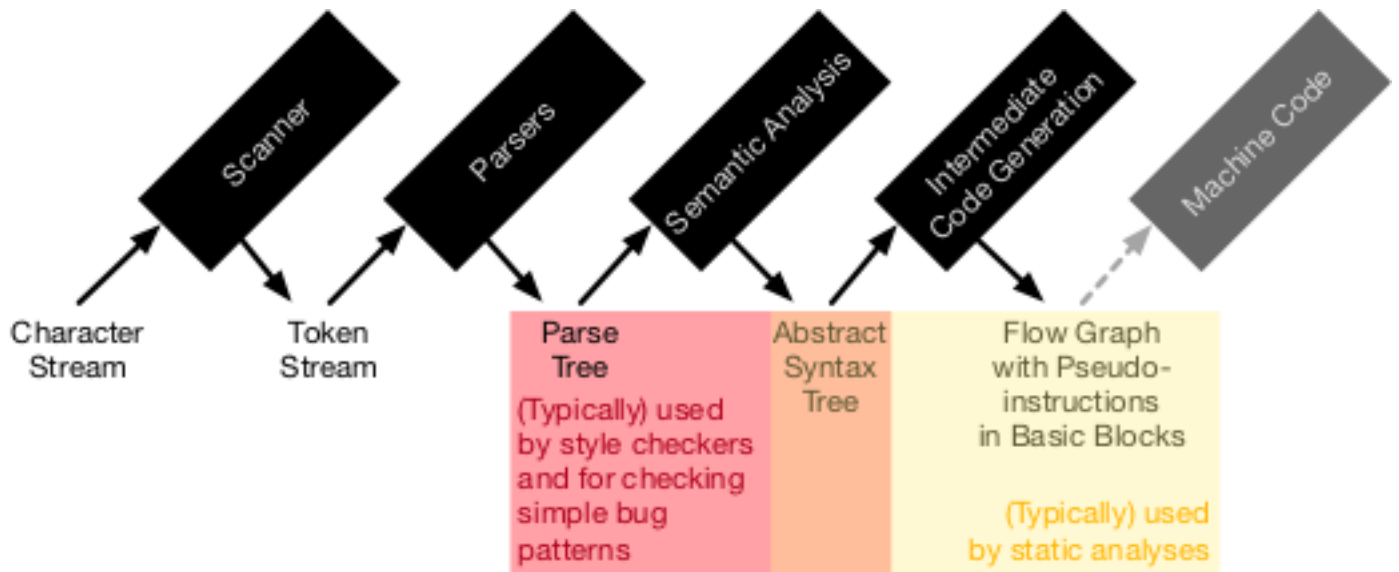 Scanner
Parsers
Semantic Analysis
Intermediate
Code Generation
Machine Code
Character
Stream
Token
Stream
Parse
Tree
(Typically) used
by style checkers
and for checking
simple bug
patterns
Abstract
Syntax
Tree
Flow Graph
with Pseudo-
instructions
in Basic Blocks
(Typically) used
by static analyses